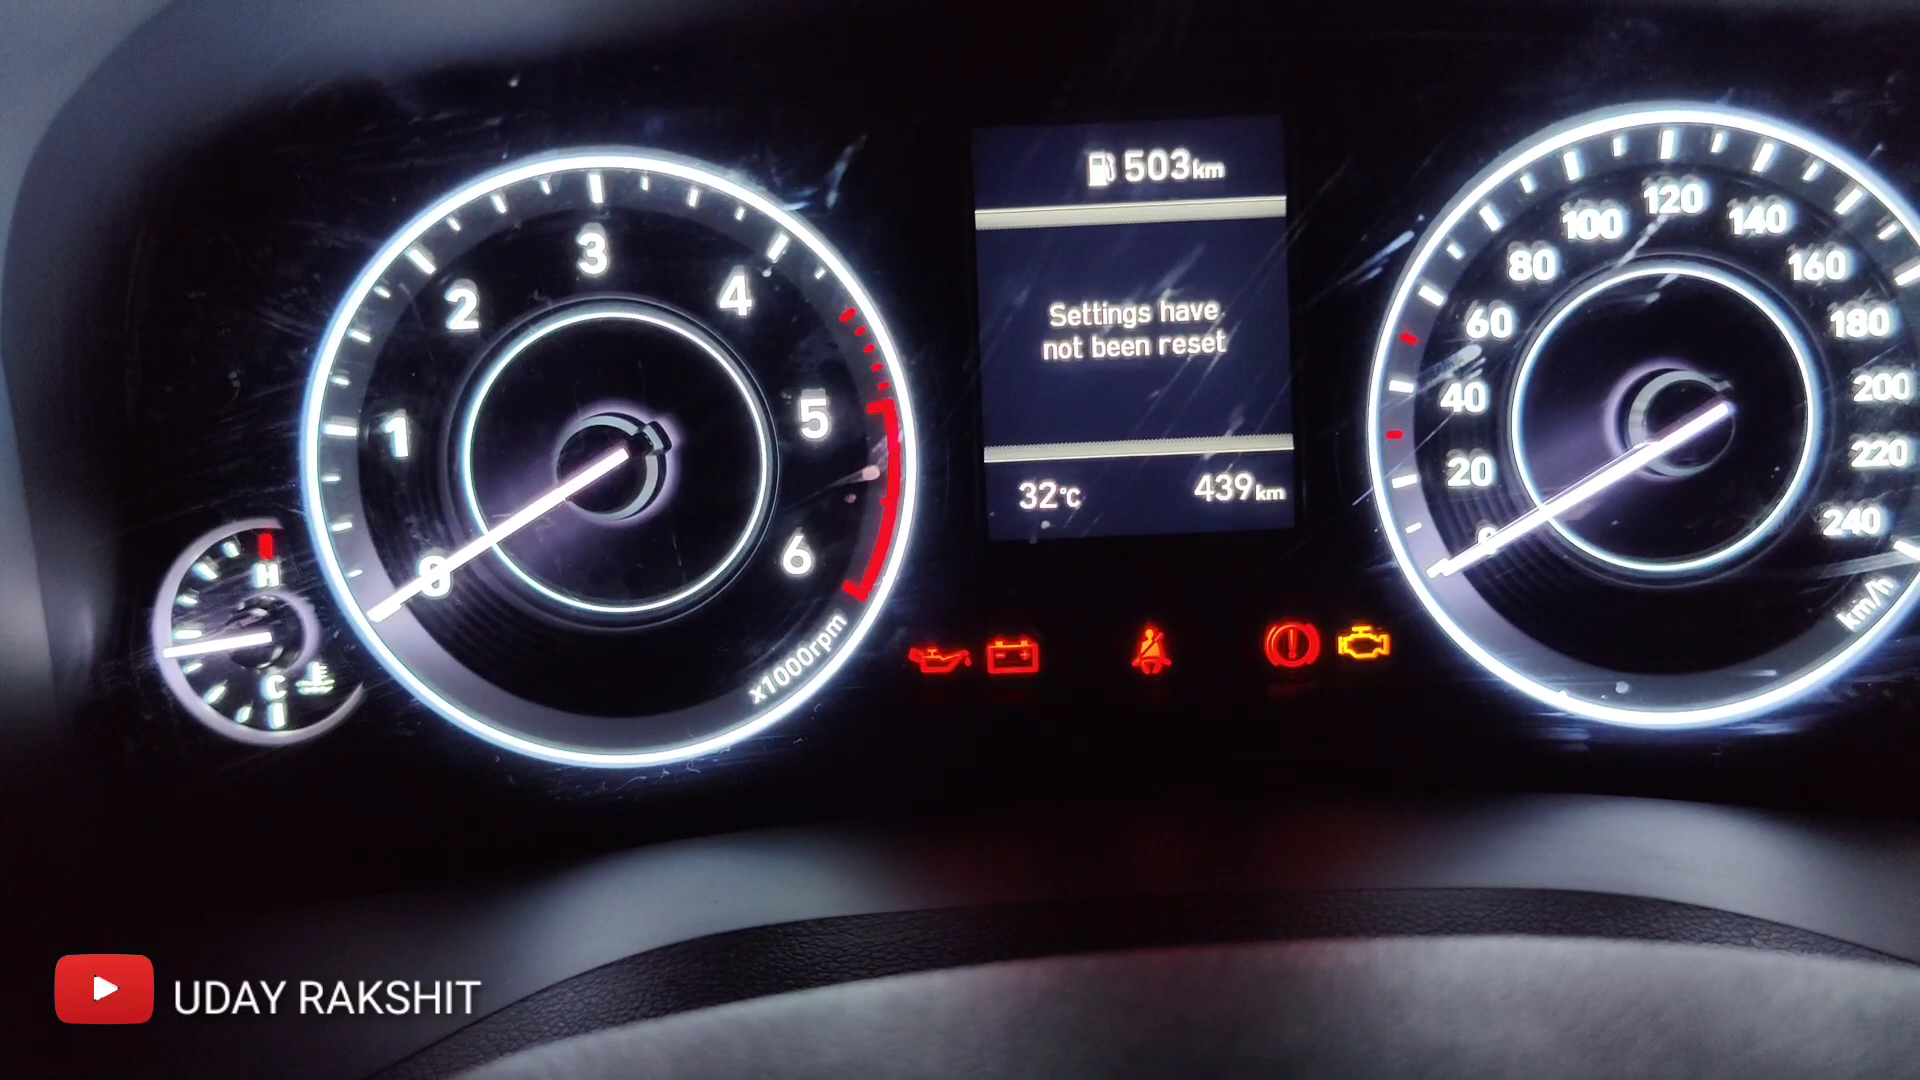 503km
Settings have
not been reset
32°C
439km
0
1
2
3
4
5
6
x1000rpm
H
C
0
20
40
60
80
100
120
140
160
180
200
220
240
km/h
UDAY RAKSHIT